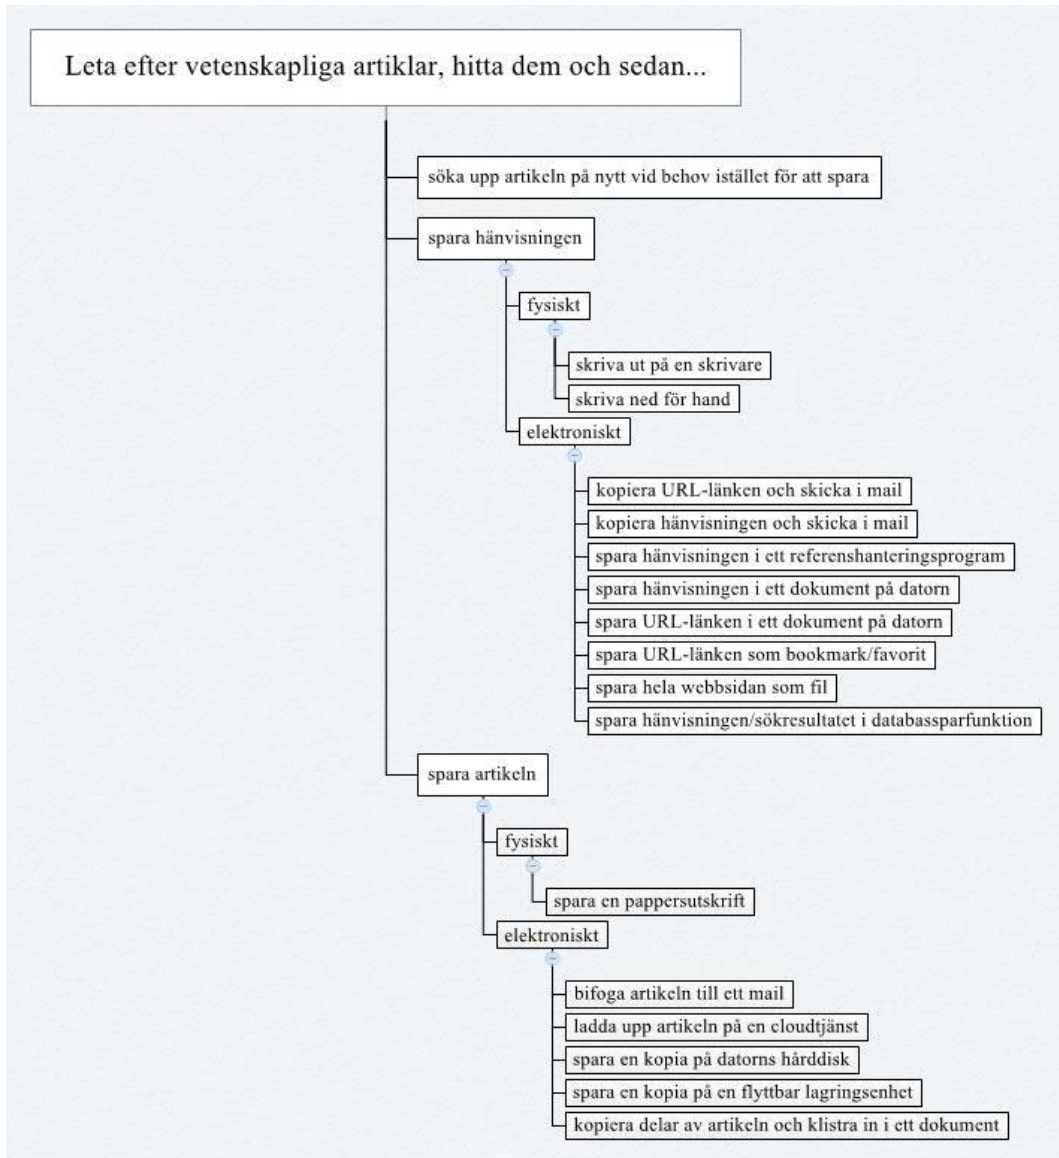 Leta efter vetenskapliga artiklar, hitta dem och sedan...
söka upp artikeln på nytt vid behov istället för att spara
spara hänvisningen
fysiskt
skriva ut på en skrivare
skriva ned för hand
elektroniskt
kopiera URL-länken och skicka i mail
kopiera hänvisningen och skicka i mail
spara hänvisningen i ett referenshanteringsprogram
spara hänvisningen i ett dokument på datorn
spara URL-länken i ett dokument på datorn
spara URL-länken som bookmark/favorit
spara hela webbsidan som fil
spara hänvisningen/sökresultatet i databassparfunktion
spara artikeln
fysiskt
spara en pappersutskrift
elektroniskt
bifoga artikeln till ett mail
ladda upp artikeln på en cloudtjänst
spara en kopia på datorns hårddisk
spara en kopia på en flyttbar lagringsenhet
kopiera delar av artikeln och klistra in i ett dokument